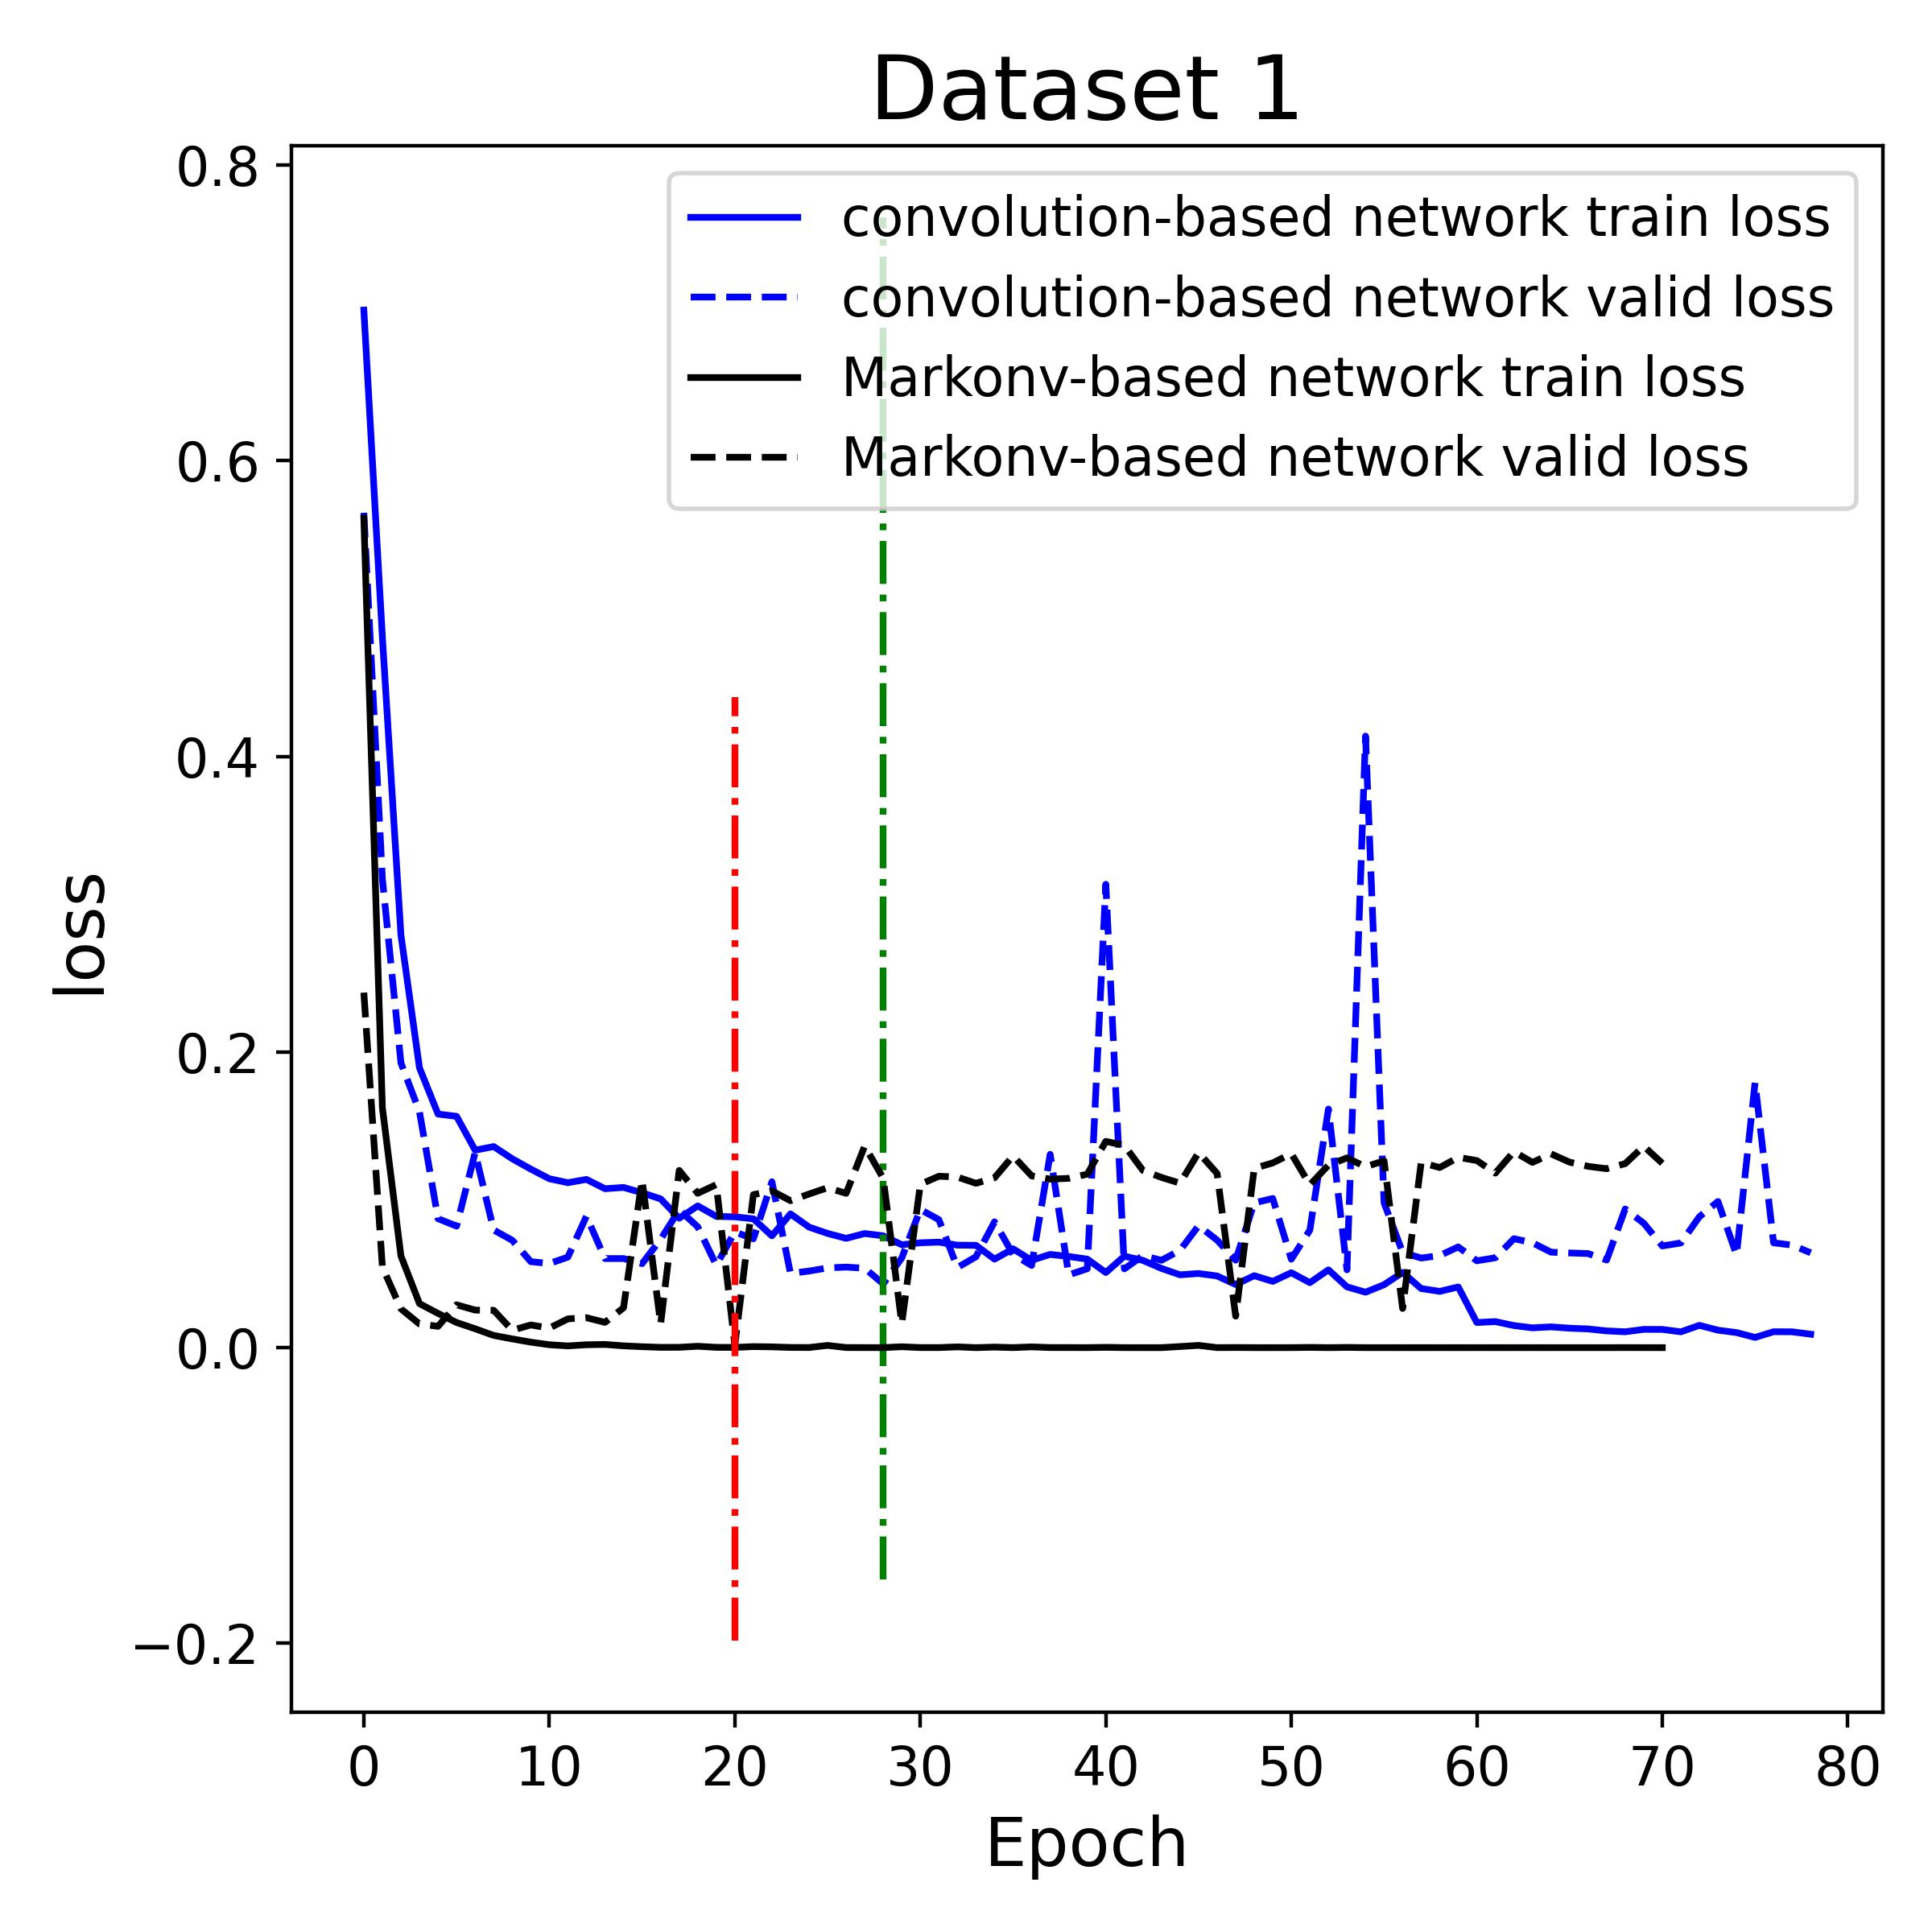 Dataset 1
convolution-based network train loss
convolution-based network valid loss
Markonv-based network train loss
Markonv-based network valid loss
0.8
0.6
0.4
0.2
0.0
−0.2
loss
0 10 20 30 40 50 60 70 80
Epoch